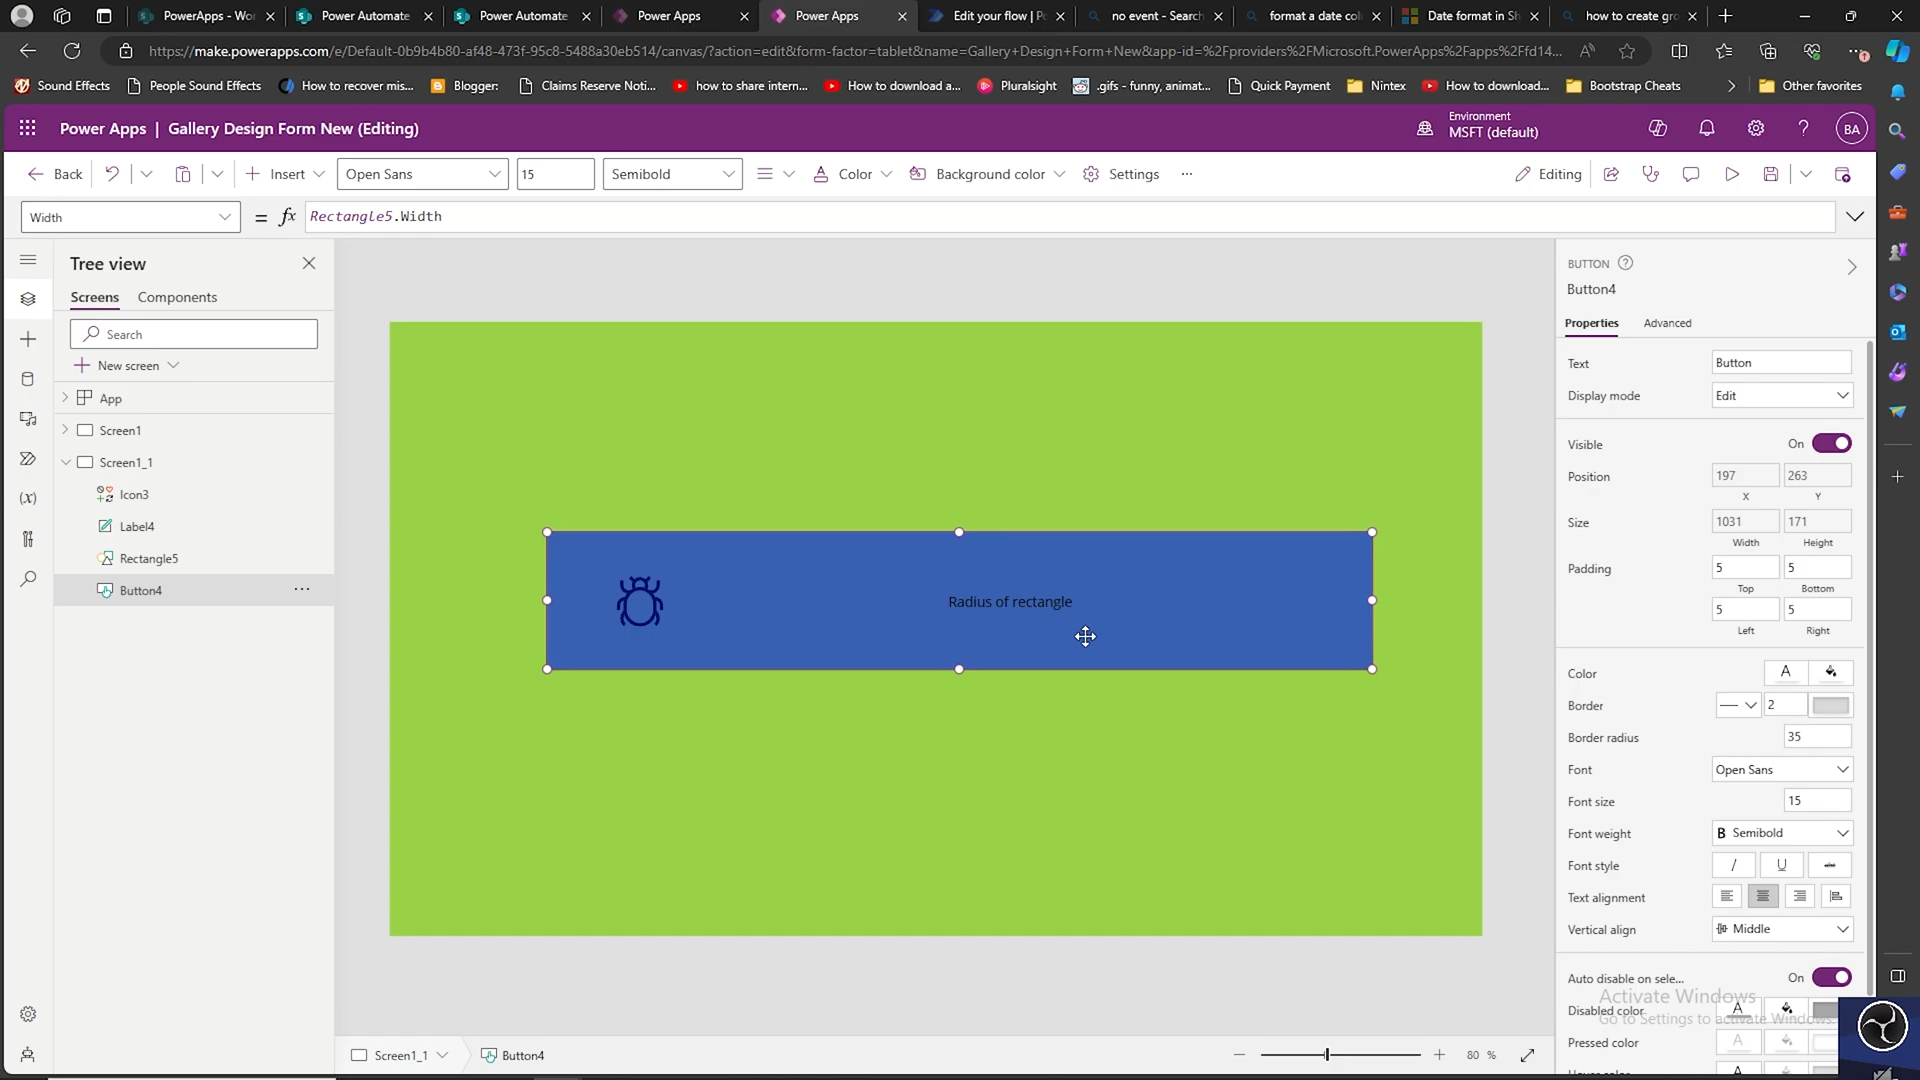 PowerApps - Wor
Power Automate
Power Automate
Power Apps
Power Apps
Edit your flow | Po
no event - Search
format a date col
Date format in Sh
how to create gro
https://make.powerapps.com/e/Default-0b9b4b80-af48-473f-95c8-5488a30eb514/canvas/?action=edit&form-factor=tablet&name=Gallery+Design+Form+New&app-id=%2Fproviders%2FMicrosoft.PowerApps%2Fapps%2Ffd14...
Sound Effects
People Sound Effects
How to recover mis...
Blogger:
Claims Reserve Noti...
how to share intern...
How to download a...
Pluralsight
.gifs - funny, animat...
Quick Payment
Nintex
How to download...
Bootstrap Cheats
Other favorites
Power Apps | Gallery Design Form New (Editing)
Environment
MSFT (default)
BA
Back
Insert
Open Sans
15
Semibold
Color
Background color
Settings
...
Editing
Width
= fx
Rectangle5.Width
Tree view
Screens
Components
Search
New screen
App
Screen1
Screen1_1
Icon3
Label4
Rectangle5
Button4
...
Radius of rectangle
BUTTON
Button4
Properties
Advanced
Text
Button
Display mode
Edit
Visible
On
Position
197
263
X
Y
Size
1031
171
Width
Height
Padding
5
5
Top
Bottom
5
5
Left
Right
Color
A
Border
2
Border radius
35
Font
Open Sans
Font size
15
Font weight
B Semibold
Font style
/
U
abc
Text alignment
Vertical align
Middle
Auto disable on sele...
On
Activate Windows
Disabled color
A
Go to Settings to activate Windows.
Pressed color
A
Screen1_1
Button4
80 %